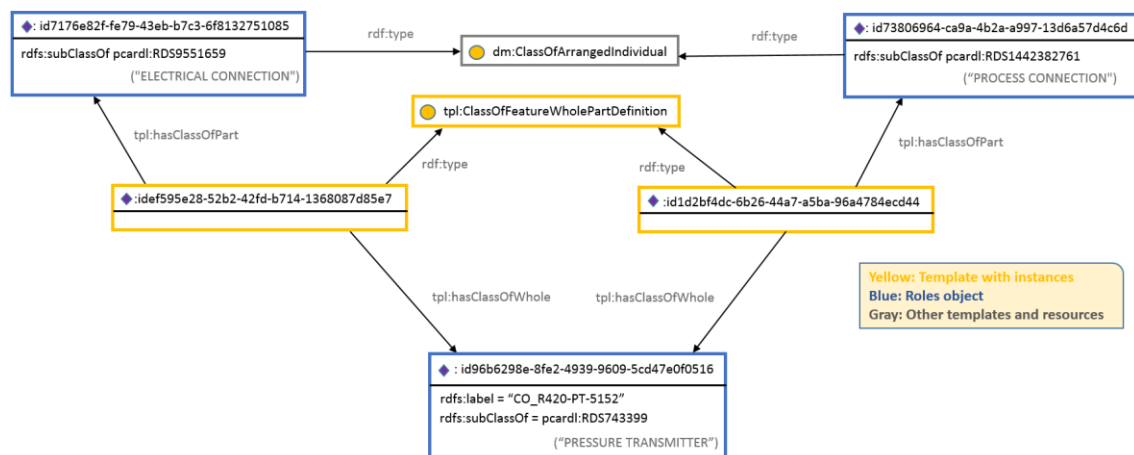 : id7176e82f-fe79-43eb-b7c3-6f8132751085
rdfs:subClassOf pcardl:RDS9551659
("ELECTRICAL CONNECTION")
rdf:type
dm:ClassOfArrangedIndividual
rdf:type
: id73806964-ca9a-4b2a-a997-13d6a57d4c6d
rdfs:subClassOf pcardl:RDS1442382761
(“PROCESS CONNECTION”)
tpl:hasClassOfPart
tpl:ClassOfFeatureWholePartDefinition
tpl:hasClassOfPart
rdf:type
rdf:type
:idef595e28-52b2-42fd-b714-1368087d85e7
:id1d2bf4dc-6b26-44a7-a5ba-96a4784ecd44
tpl:hasClassOfWhole
tpl:hasClassOfWhole
Yellow: Template with instances
Blue: Roles object
Gray: Other templates and resources
: id96b6298e-8fe2-4939-9609-5cd47e0f0516
rdfs:label = “CO_R420-PT-5152”
rdfs:subClassOf = pcardl:RDS743399
(“PRESSURE TRANSMITTER”)